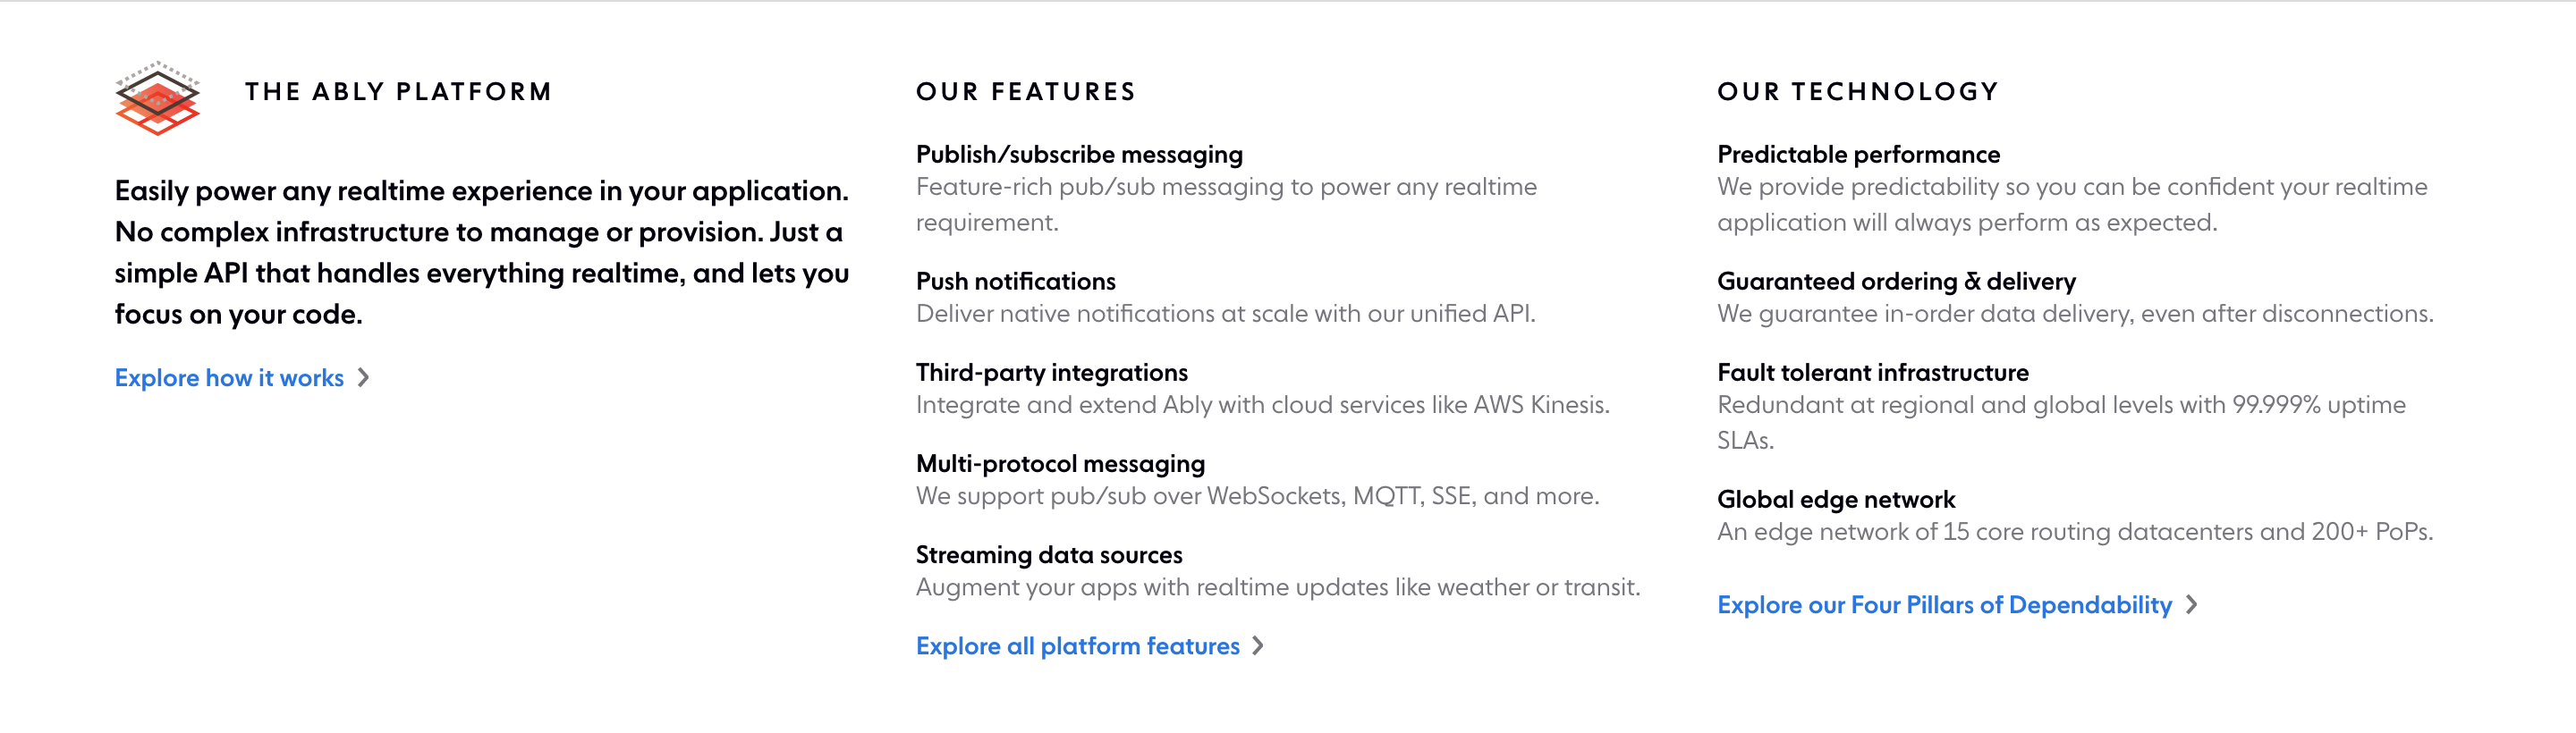 THE ABLY PLATFORM
Easily power any realtime experience in your application.
No complex infrastructure to manage or provision. Just a
simple API that handles everything realtime, and lets you
focus on your code.
Explore how it works
OUR FEATURES
Publish/subscribe messaging
Feature-rich pub/sub messaging to power any realtime
requirement.
Push notifications
Deliver native notifications at scale with our unified API.
Third-party integrations
Integrate and extend Ably with cloud services like AWS Kinesis.
Multi-protocol messaging
We support pub/sub over WebSockets, MQTT, SSE, and more.
Streaming data sources
Augment your apps with realtime updates like weather or transit.
Explore all platform features
OUR TECHNOLOGY
Predictable performance
We provide predictability so you can be confident your realtime
application will always perform as expected.
Guaranteed ordering & delivery
We guarantee in-order data delivery, even after disconnections.
Fault tolerant infrastructure
Redundant at regional and global levels with 99.999% uptime
SLAs.
Global edge network
An edge network of 15 core routing datacenters and 200+ PoPs.
Explore our Four Pillars of Dependability